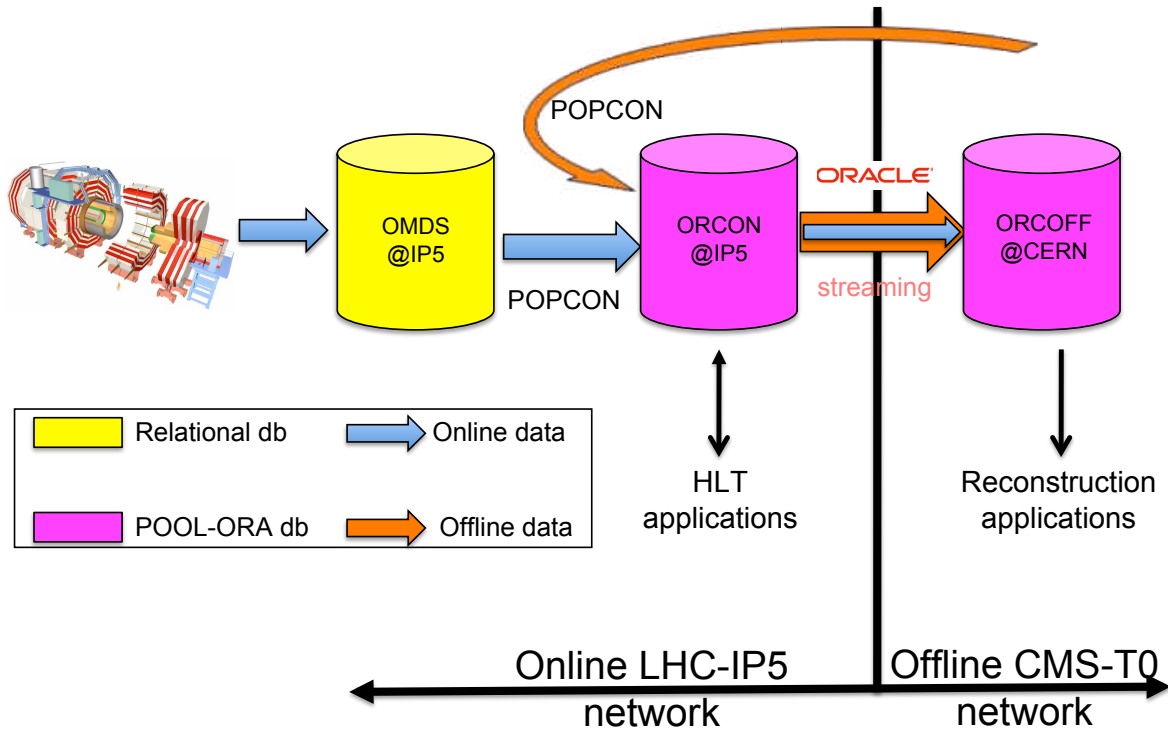 POPCON
OMDS
@IP5
POPCON
ORCON
@IP5
ORACLE
streaming
ORCOFF
@CERN
Relational db
Online data
POOL-ORA db
Offline data
HLT
applications
Reconstruction
applications
Online LHC-IP5
network
Offline CMS-T0
network